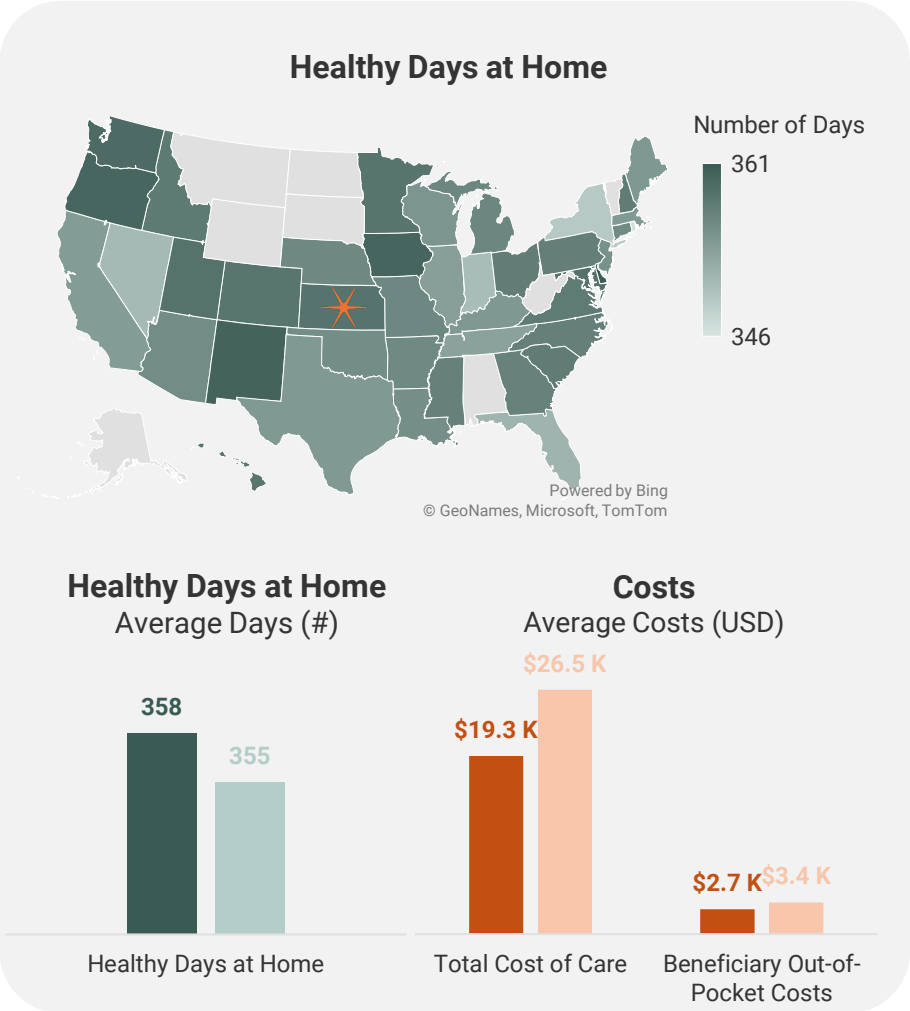 Healthy Days at Home
Number of Days
361
346
Powered by Bing
© GeoNames, Microsoft, TomTom
Healthy Days at Home
Average Days (#)
358
355
Healthy Days at Home
Costs
Average Costs (USD)
$26.5 K
$19.3 K
$2.7 K
$3.4 K
Total Cost of Care
Beneficiary Out-of-
Pocket Costs